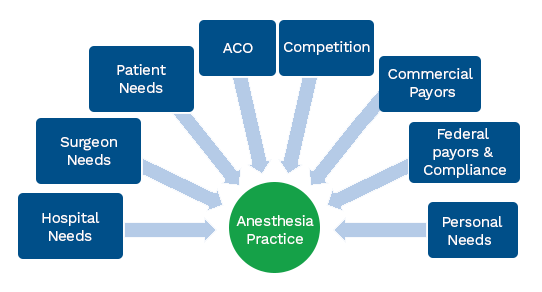 ACO
Competition
Patient
Needs
Commercial
Payors
Surgeon
Needs
Federal
payors &
Compliance
Hospital
Needs
Anesthesia
Practice
Personal
Needs